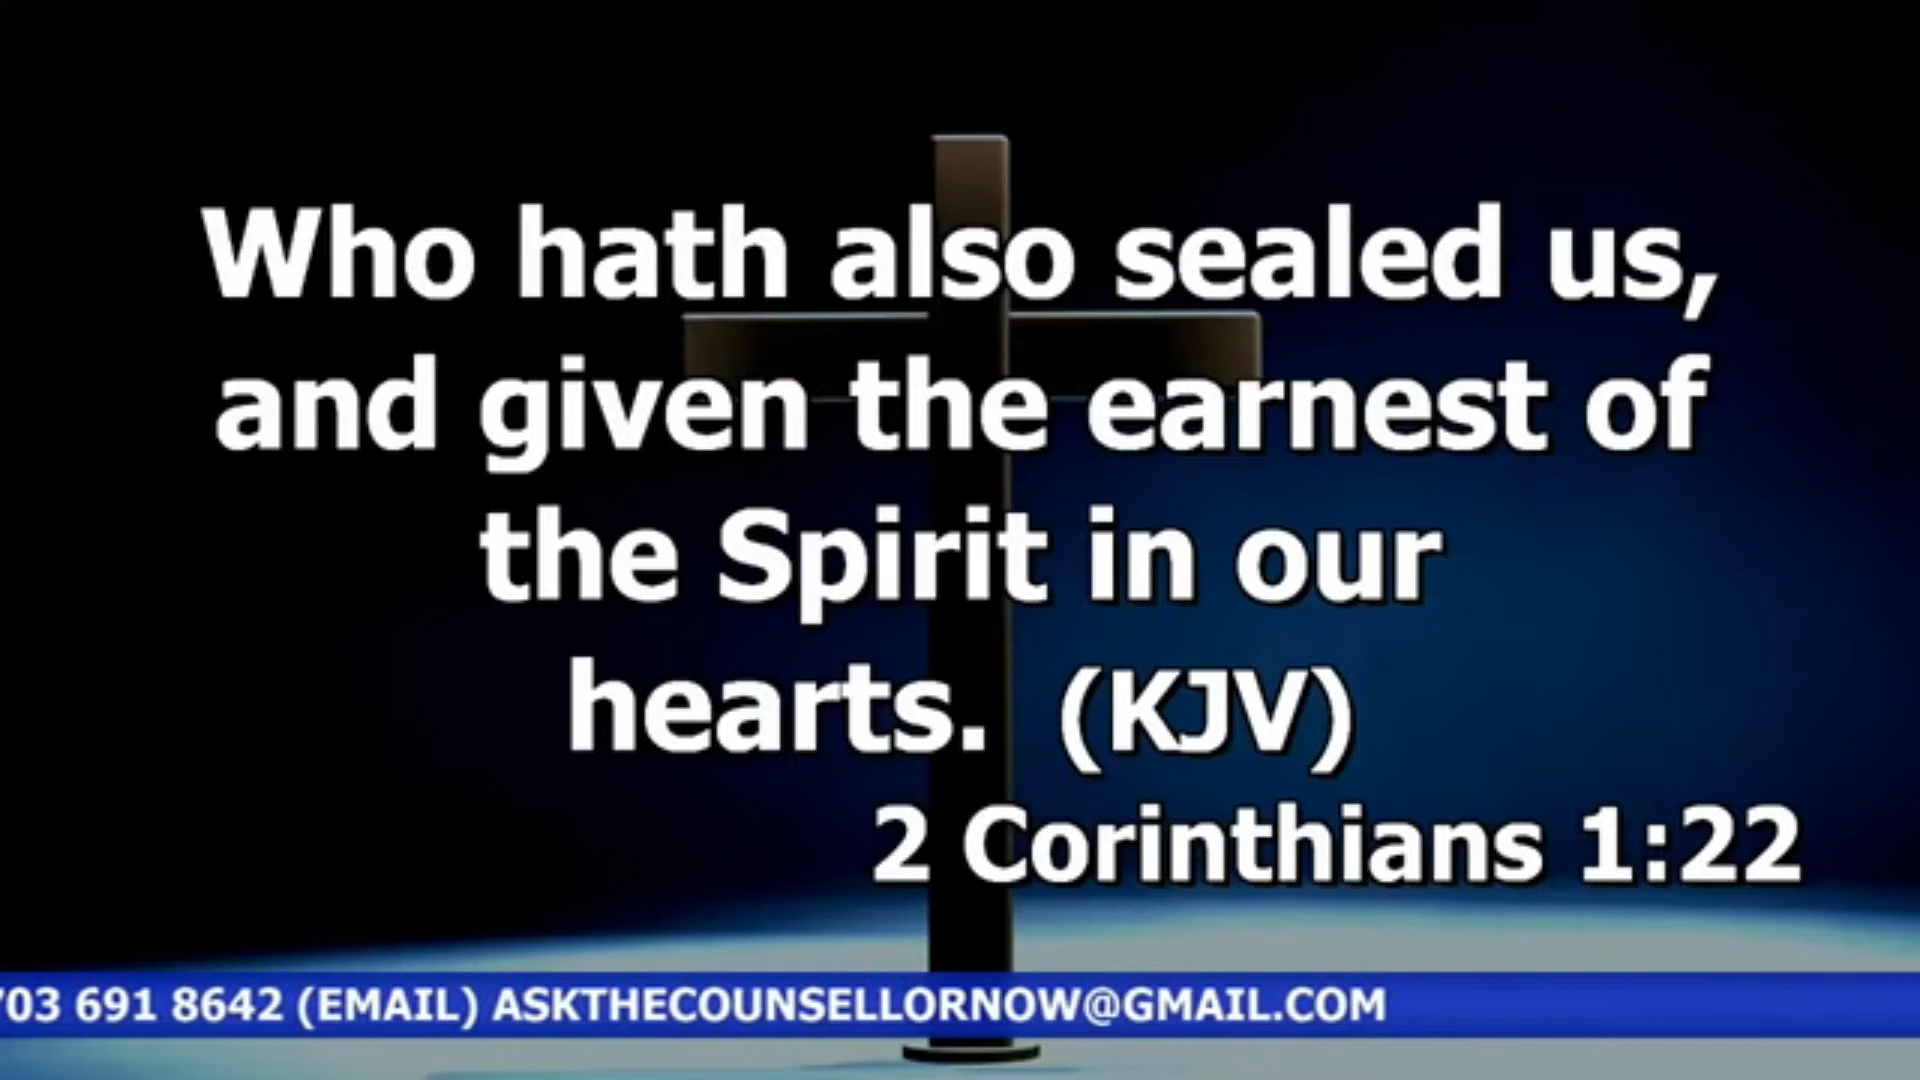 Who hath also sealed us,
and given the earnest of
the Spirit in our
hearts. (KJV)
2 Corinthians 1:22
03 691 8642 (EMAIL) ASKTHECOUNSELLORNOW@GMAIL.COM